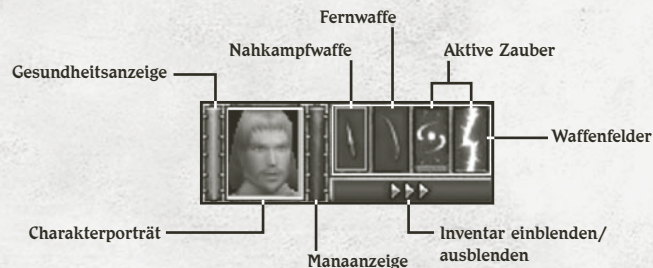 Fernwaffe
Nahkampfwaffe
Aktive Zauber
Gesundheitsanzeige
Waffenfelder
Charakterporträt
Inventar einblenden/
ausblenden
Manaanzeige